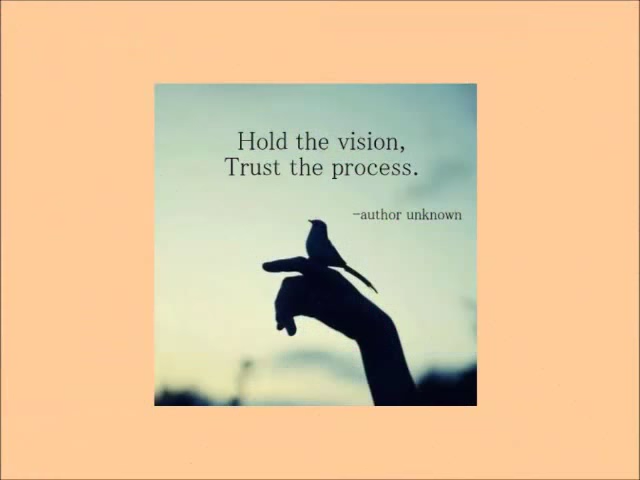 Hold the vision,
Trust the process.
-author unknown